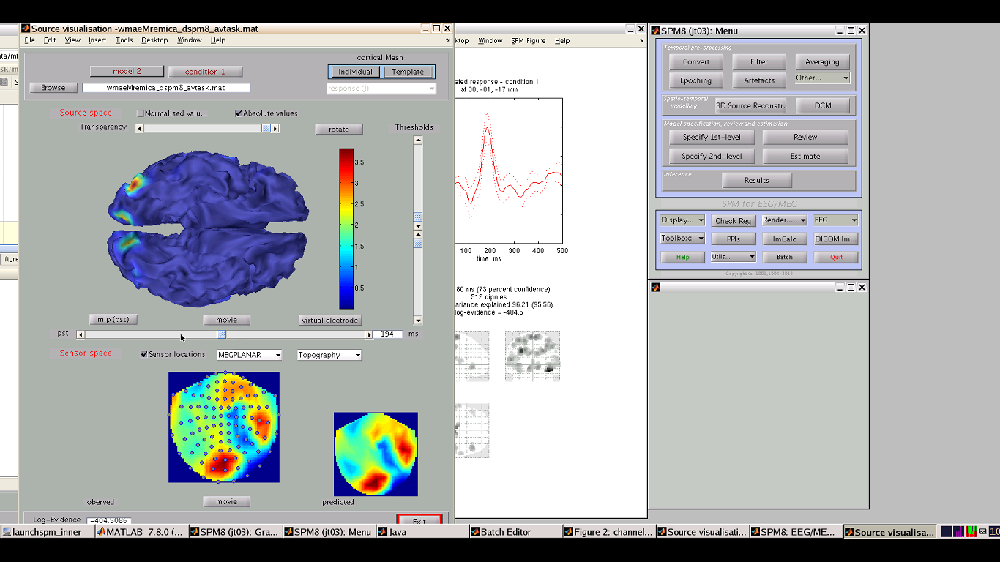 Source visualisation -wmaeMremica_dspm8_avtask.mat
File Edit View Insert Tools Desktop Window Help
cortical Mesh
model 2 condition 1 Individual Template
Browse wmaeMremica_dspm8_avtask.mat response (J)
Source space Normalised valu... Absolute values
Transparency rotate Thresholds
3.5
3
2.5
2
1.5
1
0.5
mip (pst) movie virtual electrode
pst 194 ms
Sensor space Sensor locations MEGPLANAR Topography
oberved movie predicted
Log-Evidence -404.5086 Exit
ata/mf
sk/m
S
ft_re
ktop Window SPM Figure Help
ated response - condition 1
at 38, -81, -17 mm
100 200 300 400 500
time ms
80 ms (73 percent confidence)
512 dipoles
ariance explained 96.21 (95.56)
log-evidence = -404.5
SPM8 (jt03): Menu
Temporal pre-processing
Convert Filter Averaging
Epoching Artefacts Other...
Spatio-temporal
modelling
3D Source Reconstr. DCM
Model specification, review and estimation
Specify 1st-level Review
Specify 2nd-level Estimate
Inference
Results
SPM for EEG/MEG
Display... Check Reg Render..... EEG
Toolbox: PPIs ImCalc DICOM Im...
Help Utils... Batch Quit
Copyright (c) 1991,1994-2012
launchspm_inner MATLAB 7.8.0 (... SPM8 (jt03): Gra... SPM8 (jt03): Menu Java Batch Editor Figure 2: channel... Source visualisati... SPM8: EEG/ME... Source visualisa... 10